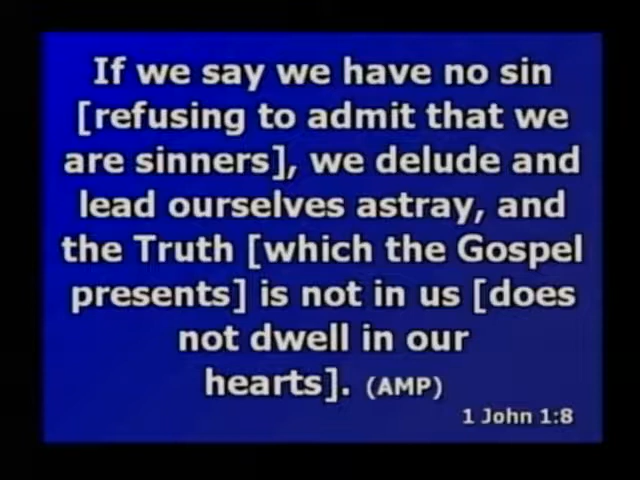 If we say we have no sin
[refusing to admit that we
are sinners], we delude and
lead ourselves astray, and
the Truth [which the Gospel
presents] is not in us [does
not dwell in our
hearts]. (AMP)
1 John 1:8